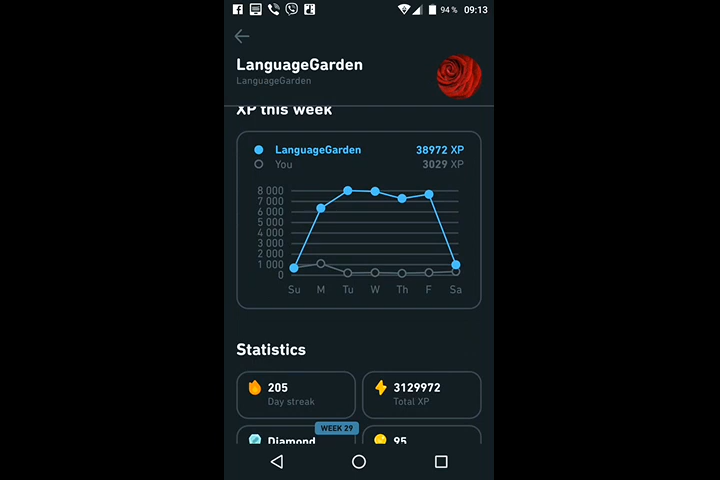 94 % 09:13
LanguageGarden
LanguageGarden
XP this week
LanguageGarden 38972 XP
You 3029 XP
8 000
7 000
6 000
5 000
4 000
3 000
2 000
1 000
0
Su M Tu W Th F Sa
Statistics
205 3129972
Day streak Total XP
WEEK 29
Diamond 95